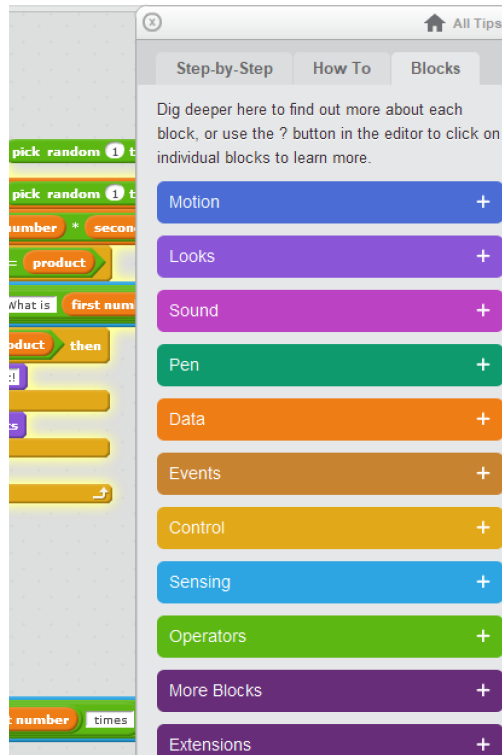 All Tips
Step-by-Step How To Blocks
Dig deeper here to find out more about each
block, or use the ? button in the editor to click on
individual blocks to learn more.
Motion +
Looks +
Sound +
Pen +
Data +
Events +
Control +
Sensing +
Operators +
More Blocks +
Extensions +
pick random 1 t
pick random 1 t
number * secon
= product
What is first num
oduct then
t!
ts
t number times